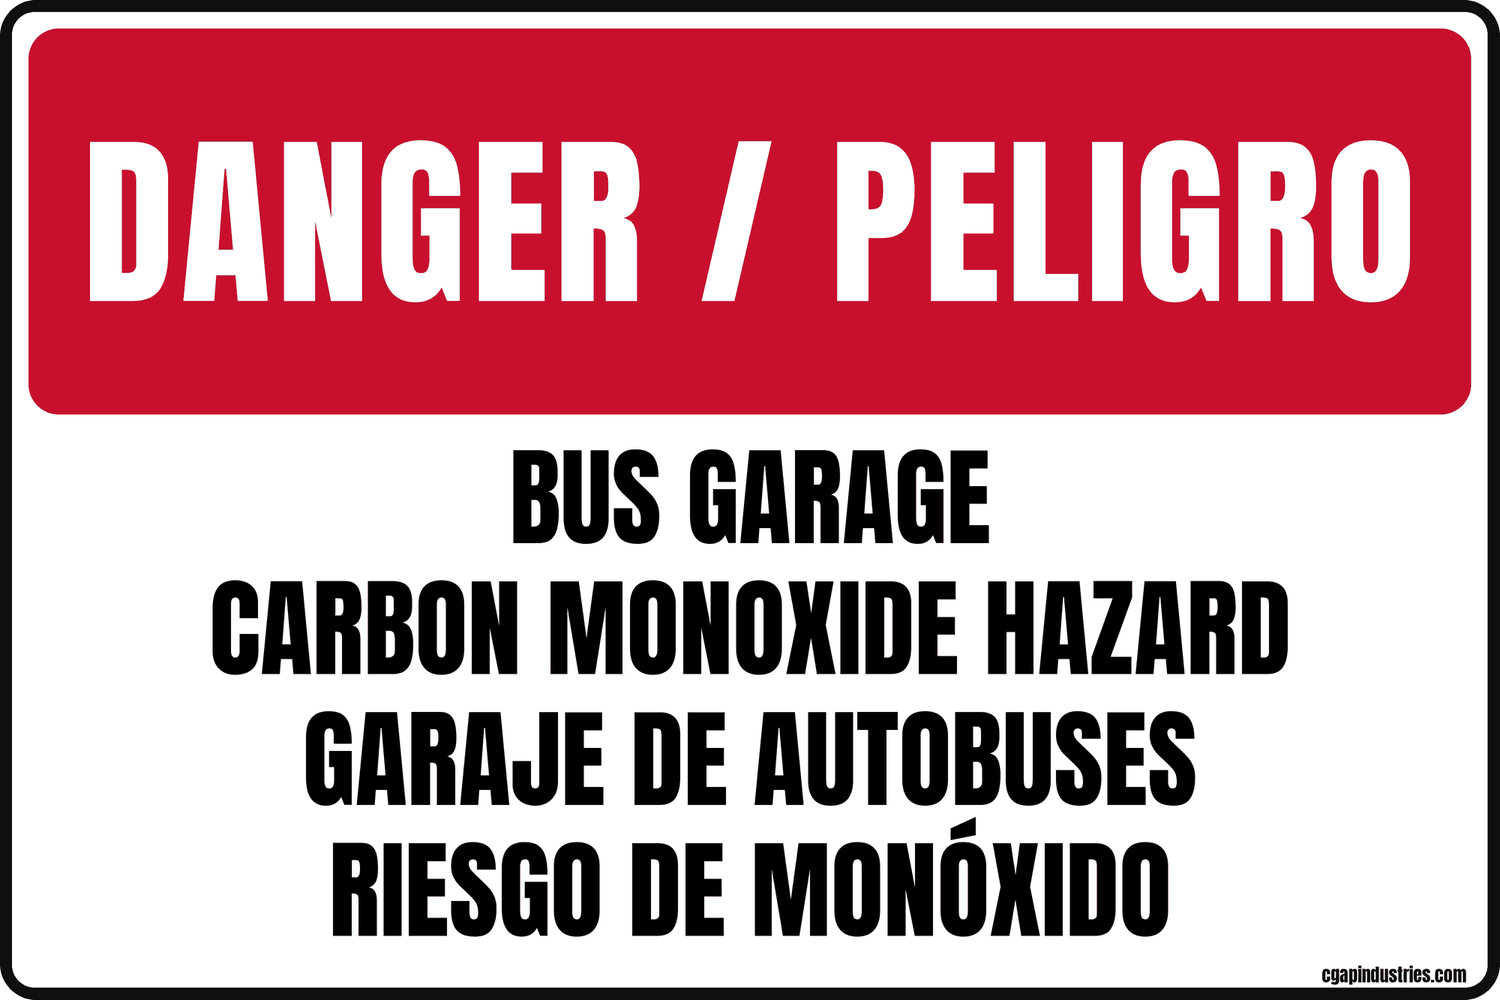 DANGER / PELIGRO
BUS GARAGE
CARBON MONOXIDE HAZARD
GARAJE DE AUTOBUSES
RIESGO DE MONÓXIDO
cgapindustries.com